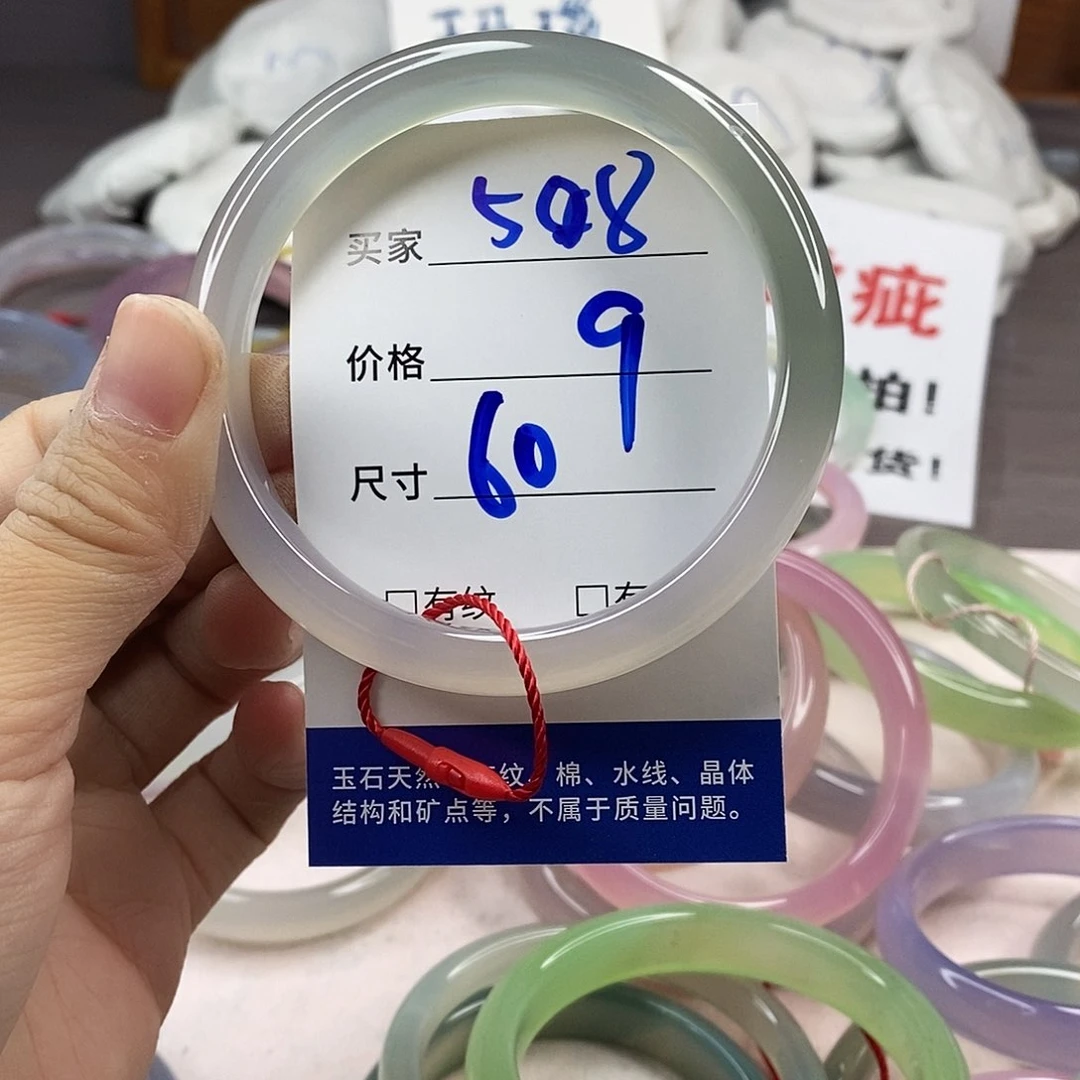 买家 508
价格 9
尺寸 60
□有纹 □有
玉石天然 纹、棉、水线、晶体
结构和矿点等，不属于质量问题。
疵
怕！
货！